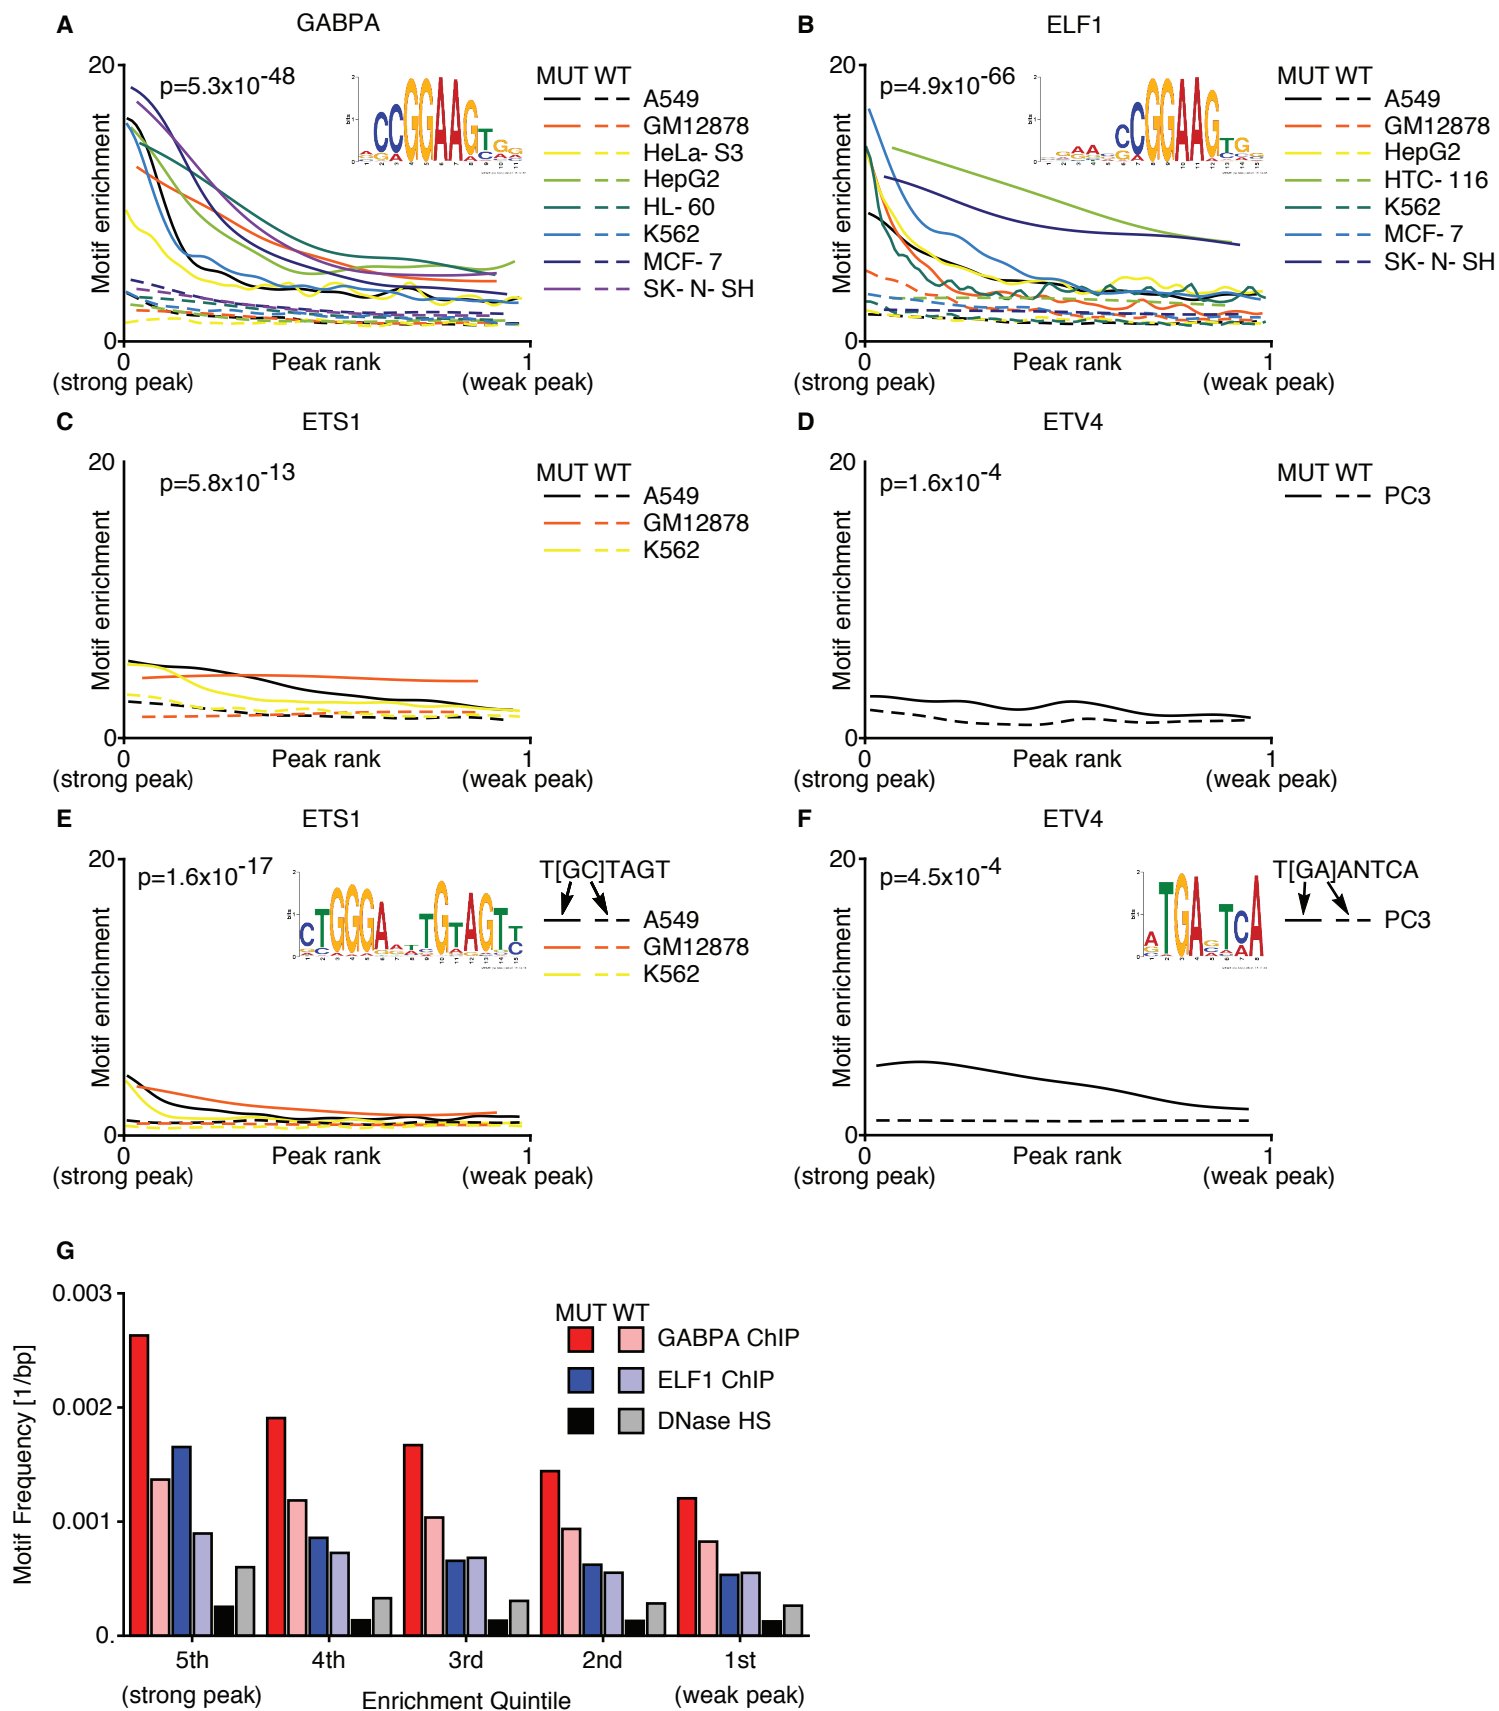 A GABPA
20
p=5.3x10-48
MUT WT
A549
GM12878
HeLa- S3
HepG2
HL- 60
K562
MCF- 7
SK- N- SH
Motif enrichment
0
0 Peak rank 1
(strong peak) (weak peak)
B ELF1
20
p=4.9x10-66
MUT WT
A549
GM12878
HepG2
HTC- 116
K562
MCF- 7
SK- N- SH
Motif enrichment
0
0 Peak rank 1
(strong peak) (weak peak)
C ETS1
20
p=5.8x10-13
MUT WT
A549
GM12878
K562
Motif enrichment
0
0 Peak rank 1
(strong peak) (weak peak)
D ETV4
20
p=1.6x10-4
MUT WT
PC3
Motif enrichment
0
0 Peak rank 1
(strong peak) (weak peak)
E ETS1
20
p=1.6x10-17
T[GC]TAGT
A549
GM12878
K562
Motif enrichment
0
0 Peak rank 1
(strong peak) (weak peak)
F ETV4
20
p=4.5x10-4
T[GA]ANTCA
PC3
Motif enrichment
0
0 Peak rank 1
(strong peak) (weak peak)
G
0.003
0.002
0.001
0.
Motif Frequency [1/bp]
MUT WT
GABPA ChIP
ELF1 ChIP
DNase HS
5th 4th 3rd 2nd 1st
(strong peak) Enrichment Quintile (weak peak)